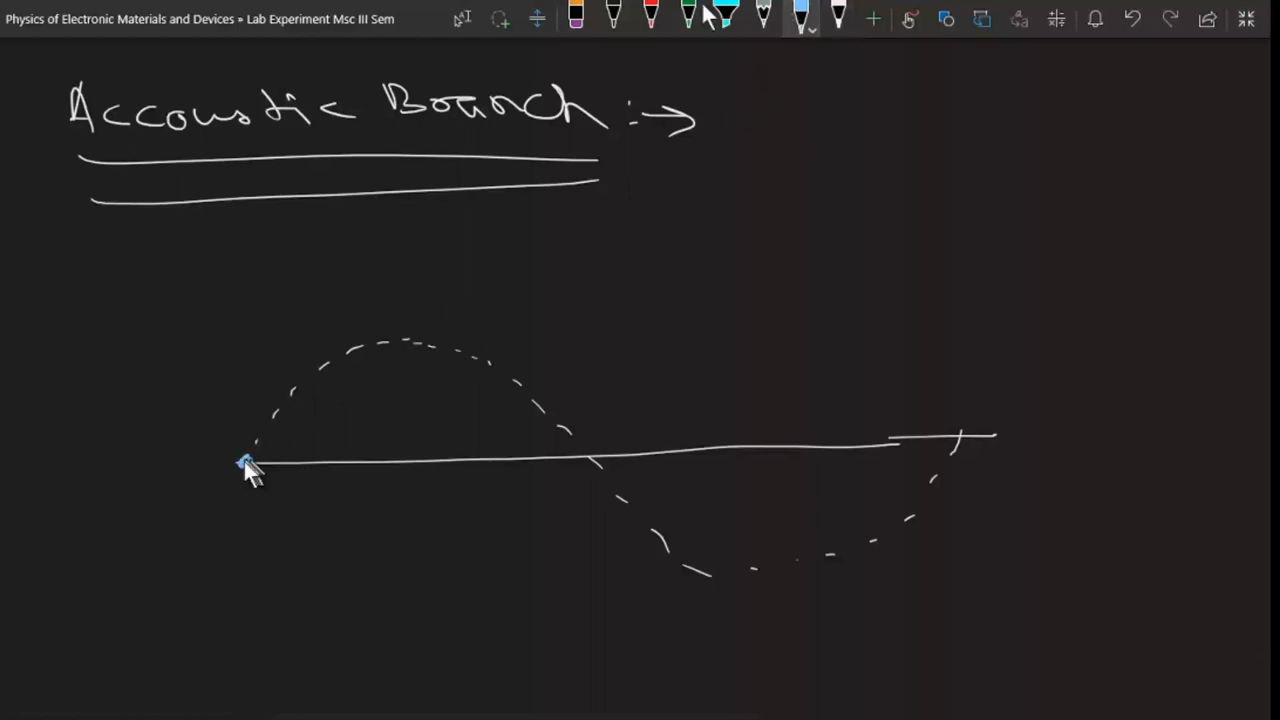 Physics of Electronic Materials and Devices » Lab Experiment Msc III Sem
Accoustic Branch :→